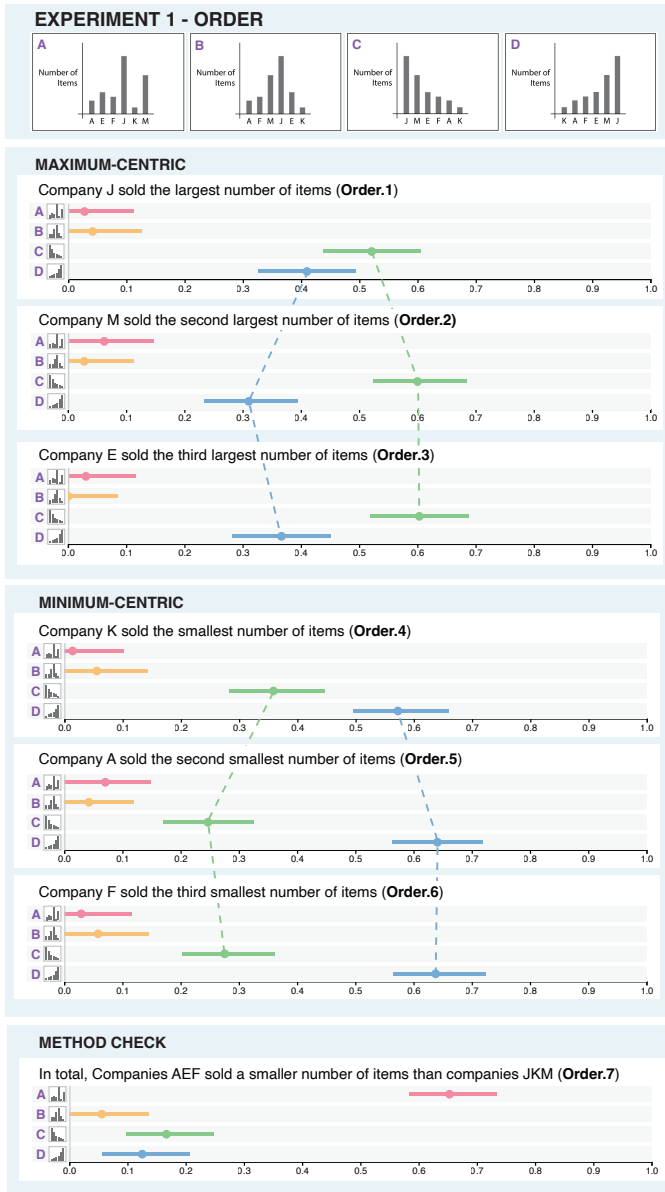 EXPERIMENT 1 - ORDER
A
Number of
Items
A E F J K M
B
Number of
Items
A F M J E K
C
Number of
Items
J M E F A K
D
Number of
Items
K A F E M J
MAXIMUM-CENTRIC
Company J sold the largest number of items (Order.1)
A
B
C
D
0.0 0.1 0.2 0.3 0.4 0.5 0.6 0.7 0.8 0.9 1.0
Company M sold the second largest number of items (Order.2)
A
B
C
D
0.0 0.1 0.2 0.3 0.4 0.5 0.6 0.7 0.8 0.9 1.0
Company E sold the third largest number of items (Order.3)
A
B
C
D
0.0 0.1 0.2 0.3 0.4 0.5 0.6 0.7 0.8 0.9 1.0
MINIMUM-CENTRIC
Company K sold the smallest number of items (Order.4)
A
B
C
D
0.0 0.1 0.2 0.3 0.4 0.5 0.6 0.7 0.8 0.9 1.0
Company A sold the second smallest number of items (Order.5)
A
B
C
D
0.0 0.1 0.2 0.3 0.4 0.5 0.6 0.7 0.8 0.9 1.0
Company F sold the third smallest number of items (Order.6)
A
B
C
D
0.0 0.1 0.2 0.3 0.4 0.5 0.6 0.7 0.8 0.9 1.0
METHOD CHECK
In total, Companies AEF sold a smaller number of items than companies JKM (Order.7)
A
B
C
D
0.0 0.1 0.2 0.3 0.4 0.5 0.6 0.7 0.8 0.9 1.0